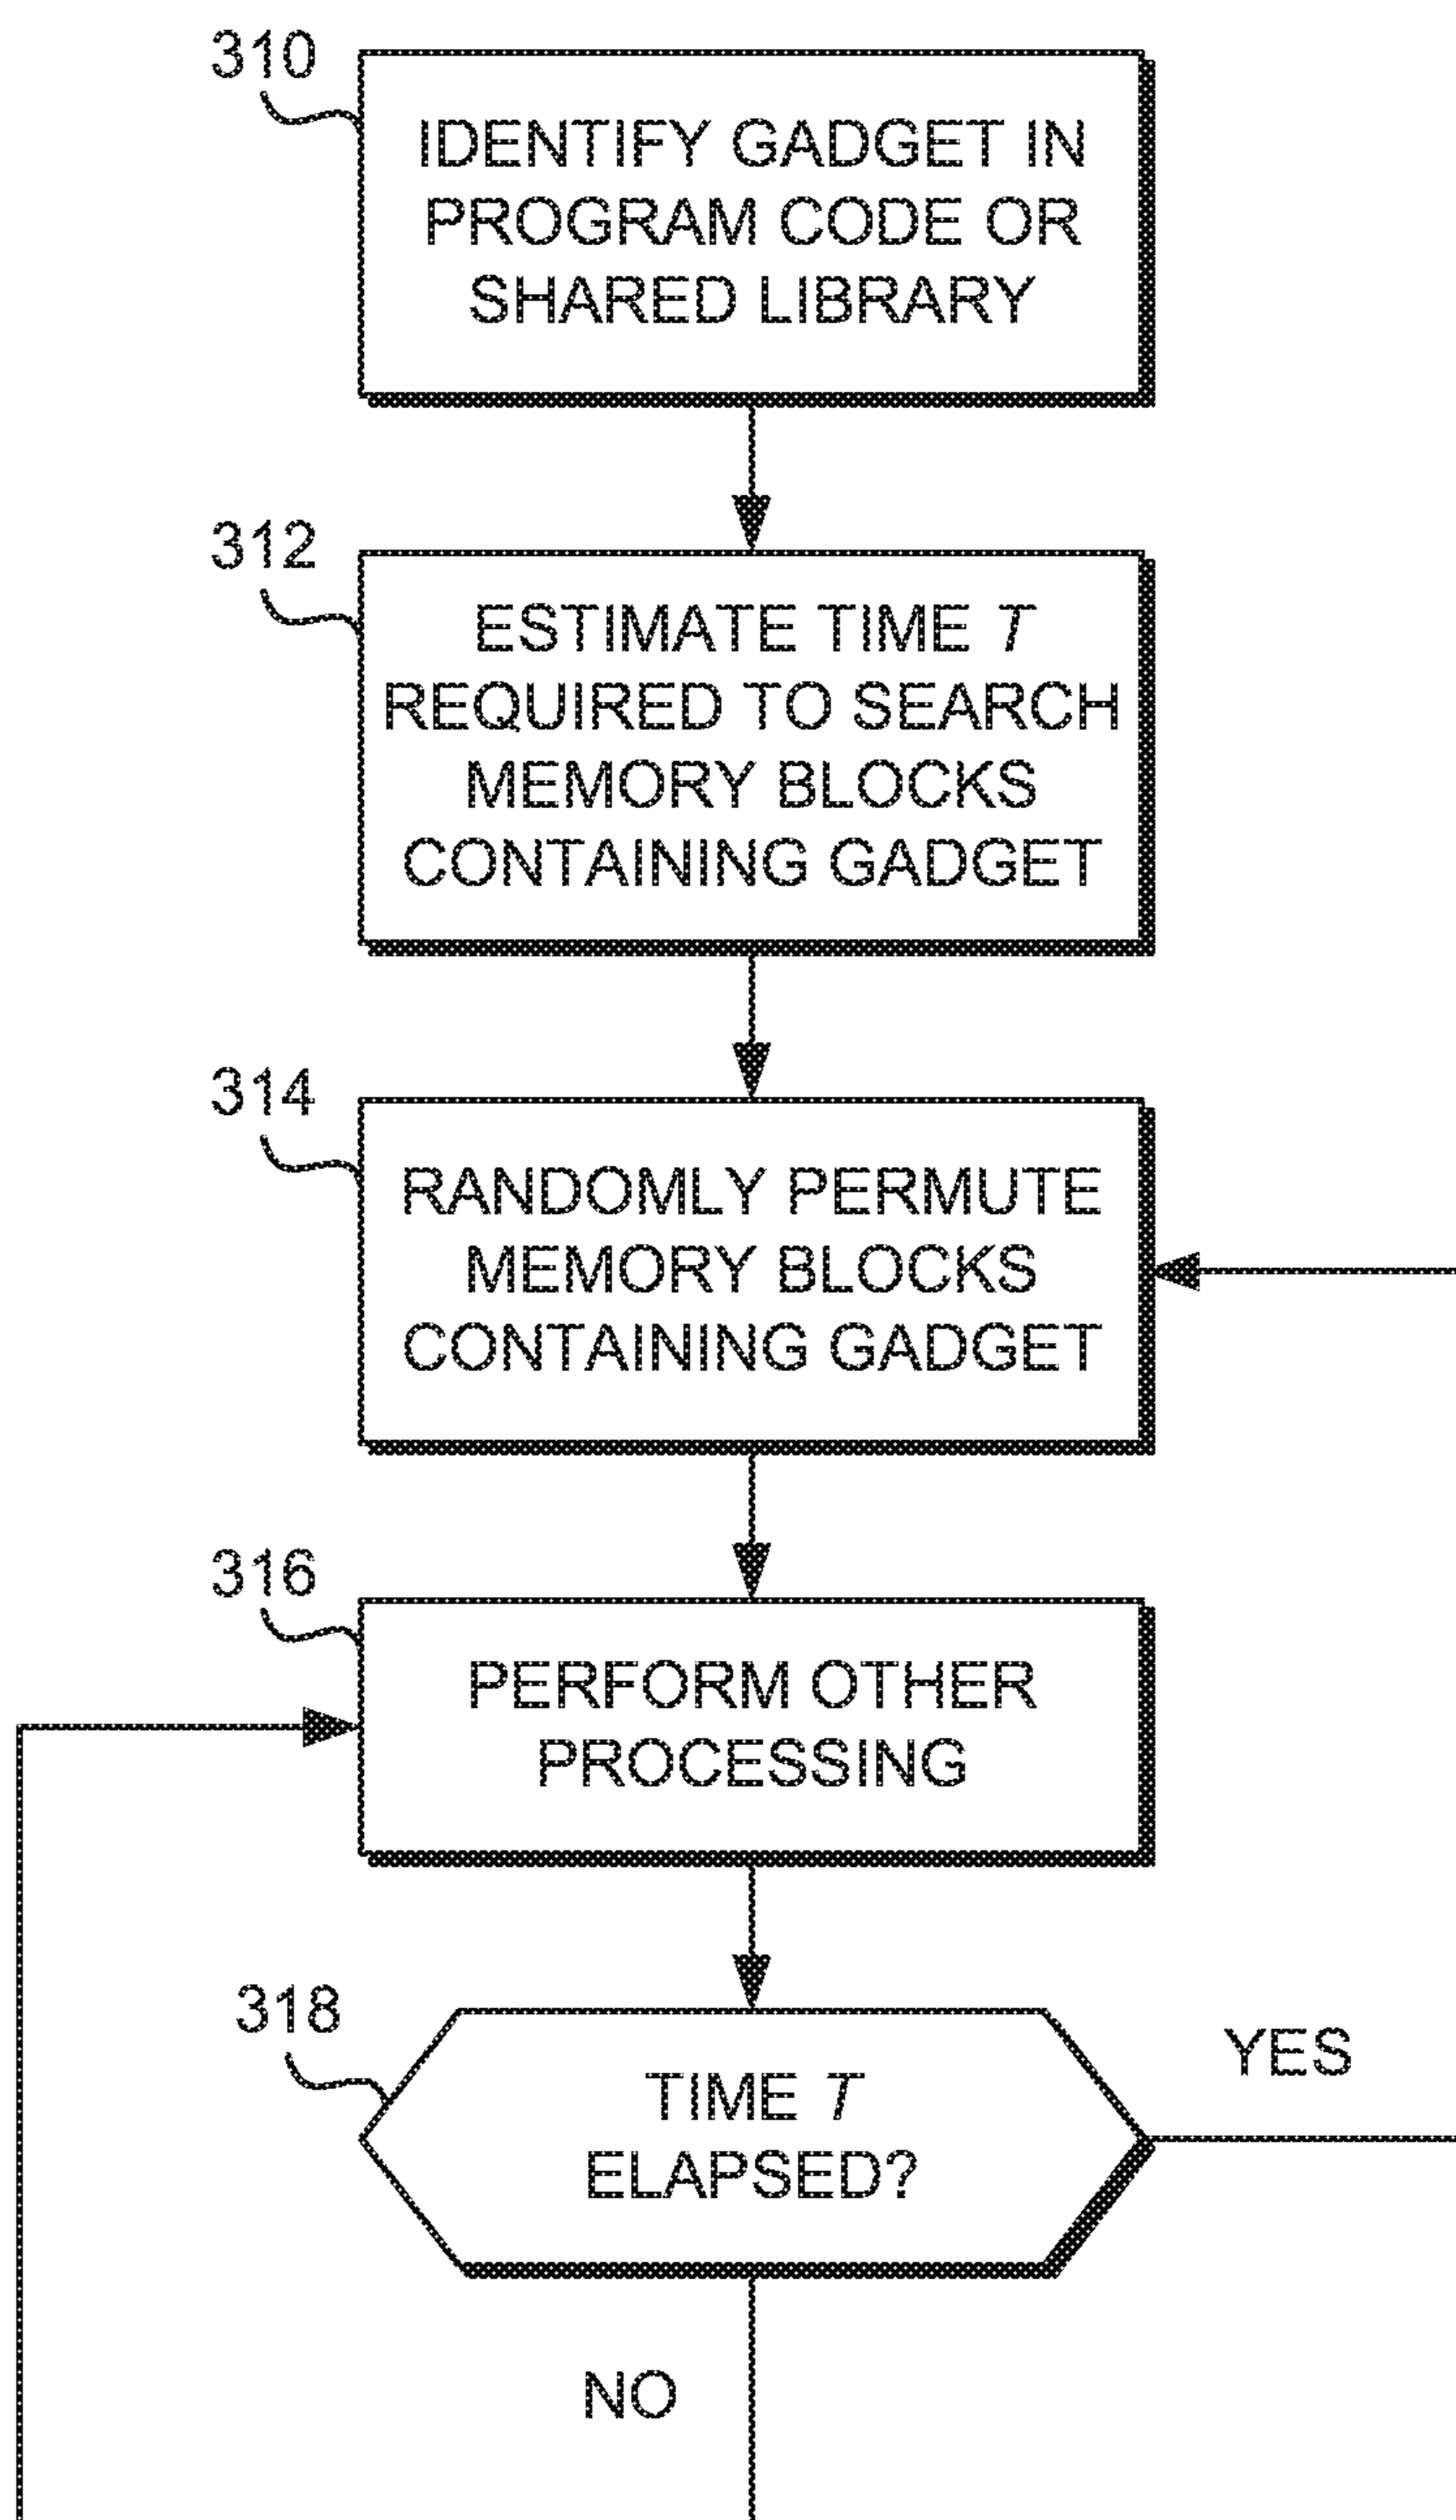 310
IDENTIFY GADGET IN
PROGRAM CODE OR
SHARED LIBRARY
312
ESTIMATE TIME T
REQUIRED TO SEARCH
MEMORY BLOCKS
CONTAINING GADGET
314
RANDOMLY PERMUTE
MEMORY BLOCKS
CONTAINING GADGET
316
PERFORM OTHER
PROCESSING
318
TIME T
ELAPSED?
YES
NO